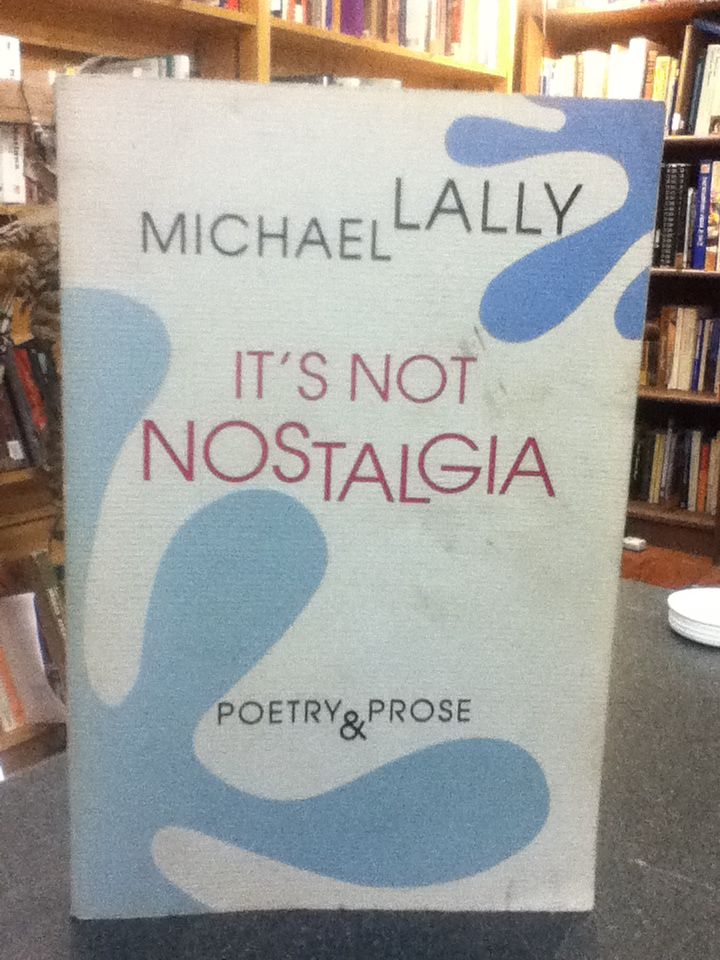 MICHAEL LALLY
IT'S NOT
NOSTALGIA
POETRY & PROSE